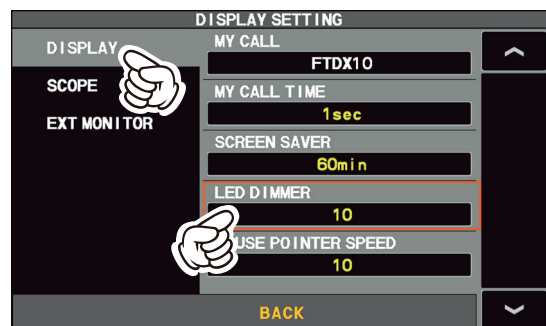 DISPLAY SETTING
DISPLAY
SCOPE
EXT MONITOR
MY CALL
FTDX10
MY CALL TIME
1sec
SCREEN SAVER
60min
LED DIMMER
10
USE POINTER SPEED
10
BACK